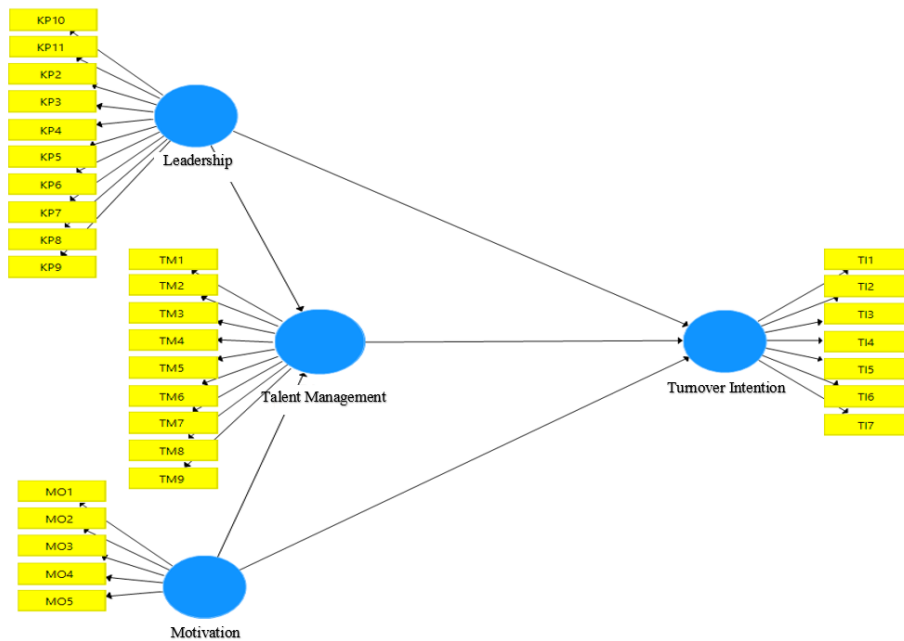 KP10
KP11
KP2
KP3
KP4
KP5
KP6
KP7
KP8
KP9
Leadership
TM1
TM2
TM3
TM4
TM5
TM6
TM7
TM8
TM9
Talent Management
TI1
TI2
TI3
TI4
TI5
TI6
TI7
Turnover Intention
MO1
MO2
MO3
MO4
MO5
Motivation